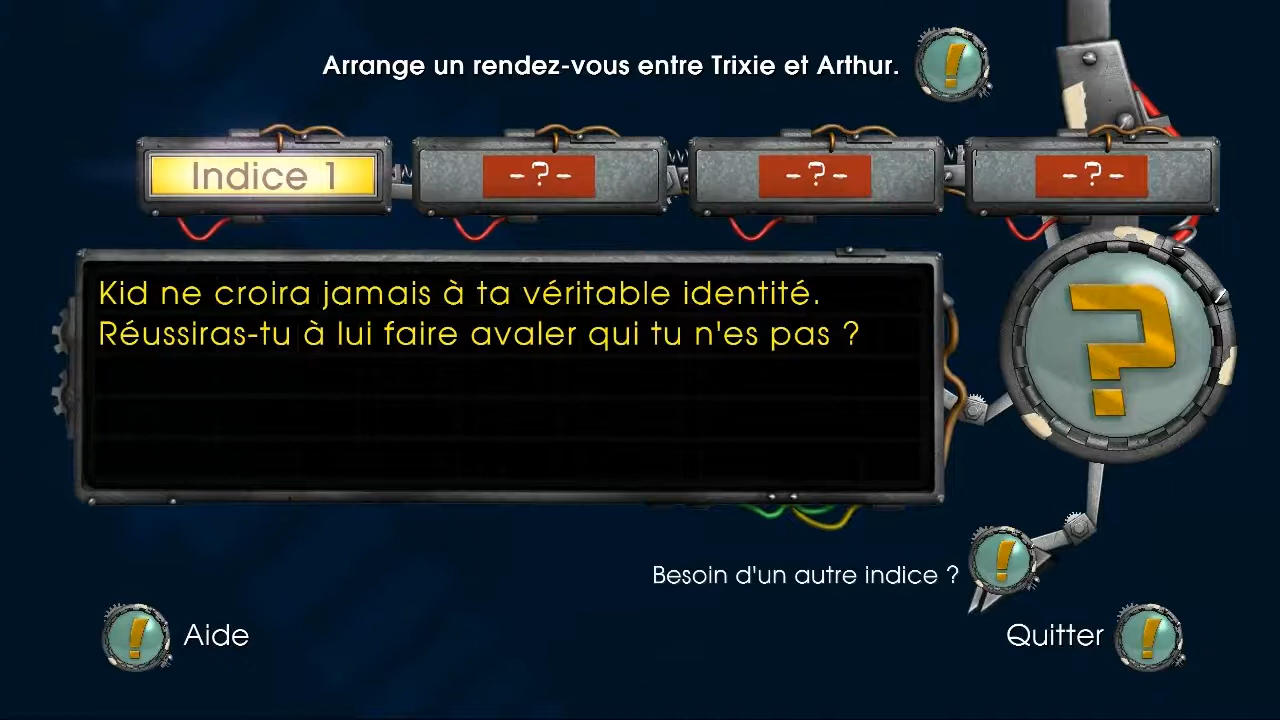 Arrange un rendez-vous entre Trixie et Arthur.
Indice 1
-?-
-?-
-?-
Kid ne croira jamais à ta véritable identité.
Réussiras-tu à lui faire avaler qui tu n'es pas ?
?
Besoin d'un autre indice ?
Aide
Quitter